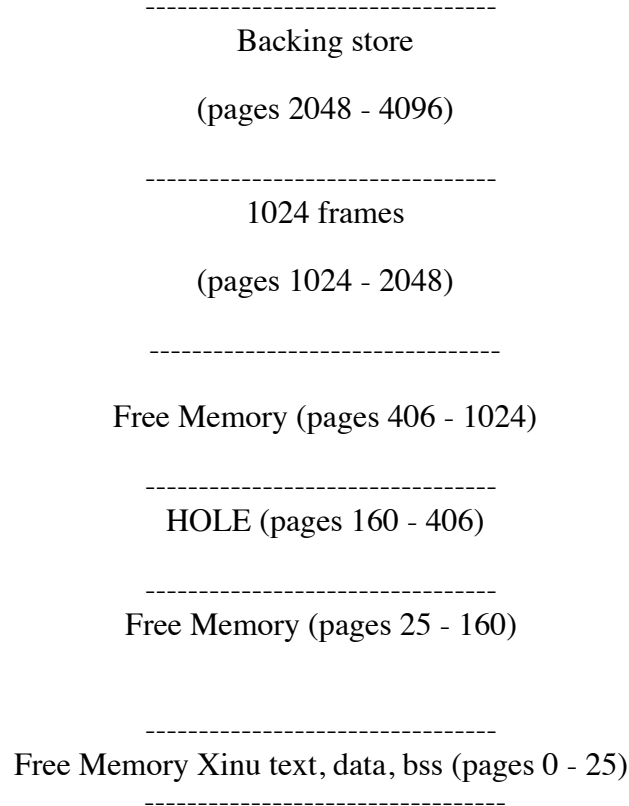 ---------------------------------
Backing store
(pages 2048 - 4096)
---------------------------------
1024 frames
(pages 1024 - 2048)
---------------------------------
Free Memory (pages 406 - 1024)
---------------------------------
HOLE (pages 160 - 406)
---------------------------------
Free Memory (pages 25 - 160)
---------------------------------
Free Memory Xinu text, data, bss (pages 0 - 25)
----------------------------------